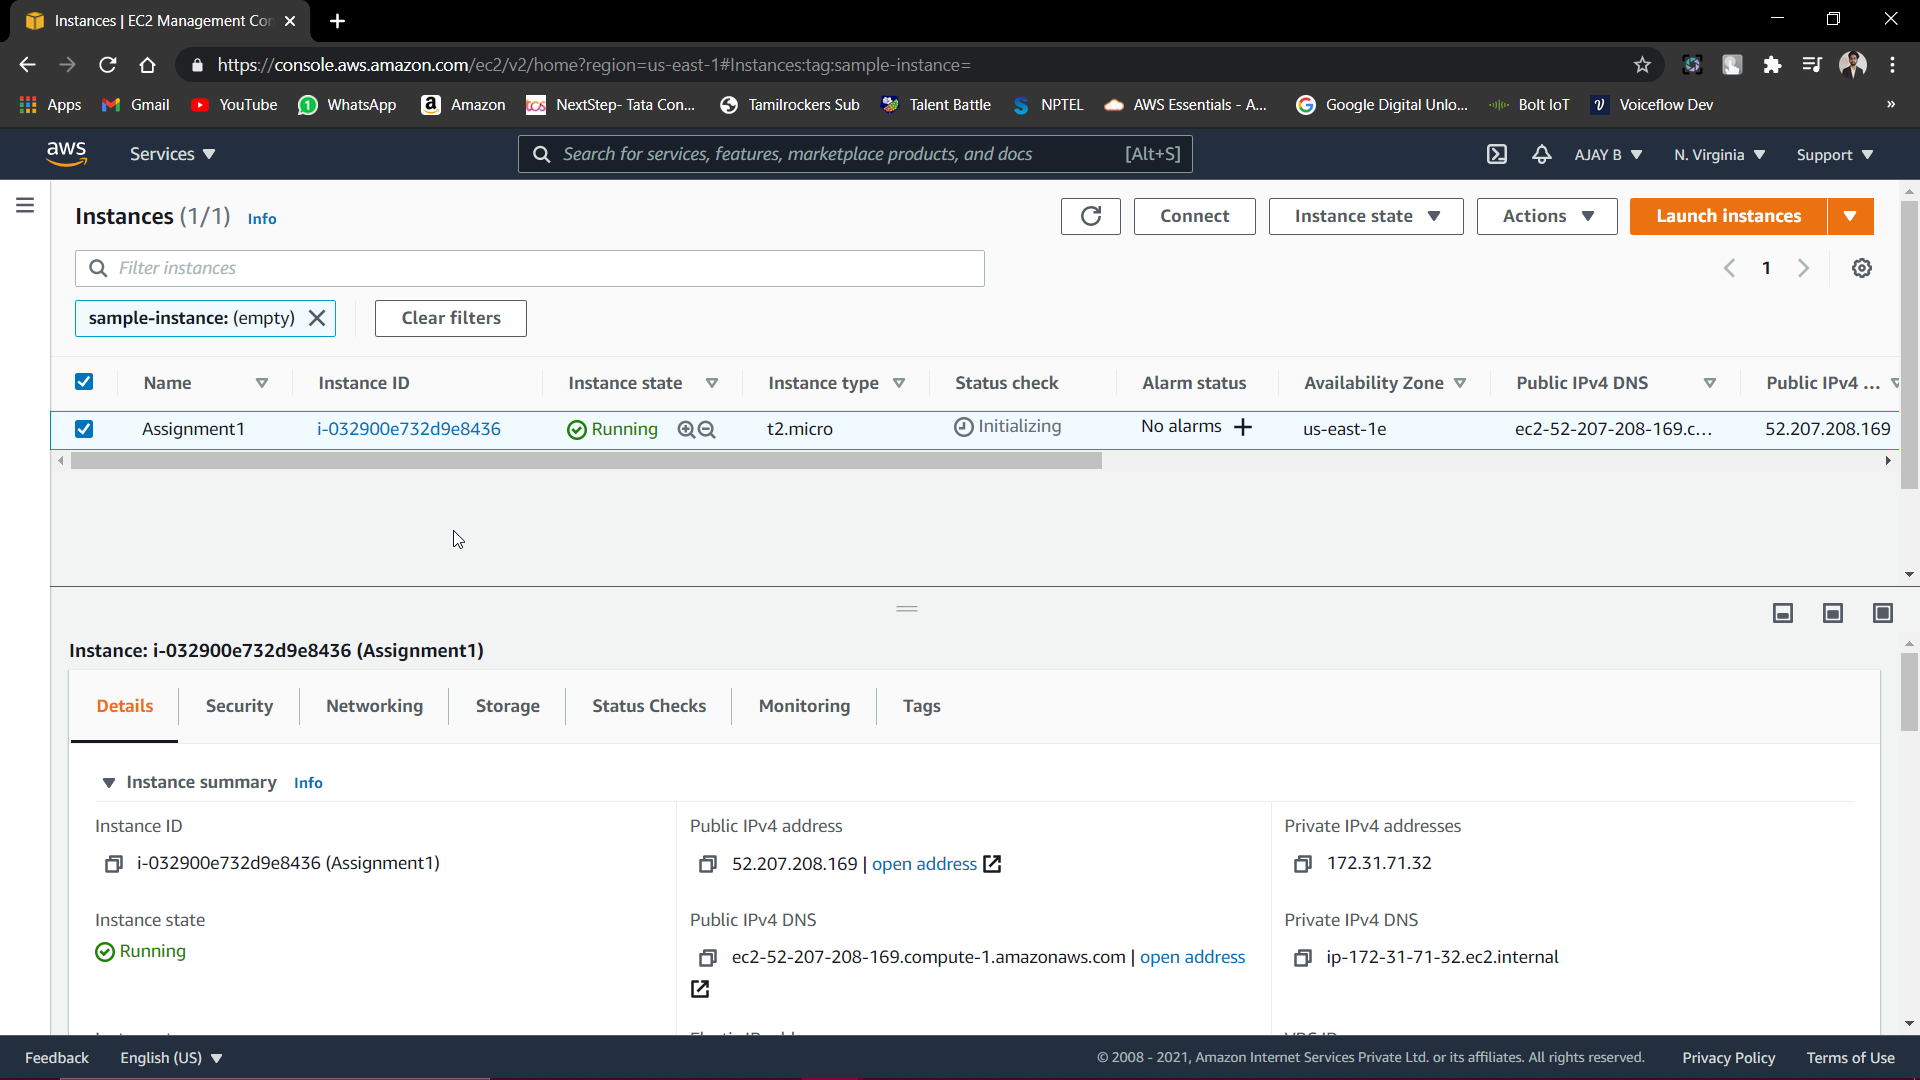 Instances | EC2 Management Con
https://console.aws.amazon.com/ec2/v2/home?region=us-east-1#Instances:tag:sample-instance=
Apps Gmail YouTube WhatsApp Amazon NextStep- Tata Con... Tamilrockers Sub Talent Battle NPTEL AWS Essentials - A... Google Digital Unlo... Bolt IoT Voiceflow Dev »
aws Services Search for services, features, marketplace products, and docs [Alt+S] AJAY B N. Virginia Support
Instances (1/1) Info Connect Instance state Actions Launch instances
Filter instances 1
sample-instance: (empty) Clear filters
Name Instance ID Instance state Instance type Status check Alarm status Availability Zone Public IPv4 DNS Public IPv4 ...
Assignment1 i-032900e732d9e8436 Running t2.micro Initializing No alarms us-east-1e ec2-52-207-208-169.c... 52.207.208.169
Instance: i-032900e732d9e8436 (Assignment1)
Details Security Networking Storage Status Checks Monitoring Tags
Instance summary Info
Instance ID Public IPv4 address Private IPv4 addresses
i-032900e732d9e8436 (Assignment1) 52.207.208.169 | open address 172.31.71.32
Instance state Public IPv4 DNS Private IPv4 DNS
Running ec2-52-207-208-169.compute-1.amazonaws.com | open address ip-172-31-71-32.ec2.internal
Feedback English (US) © 2008 - 2021, Amazon Internet Services Private Ltd. or its affiliates. All rights reserved. Privacy Policy Terms of Use